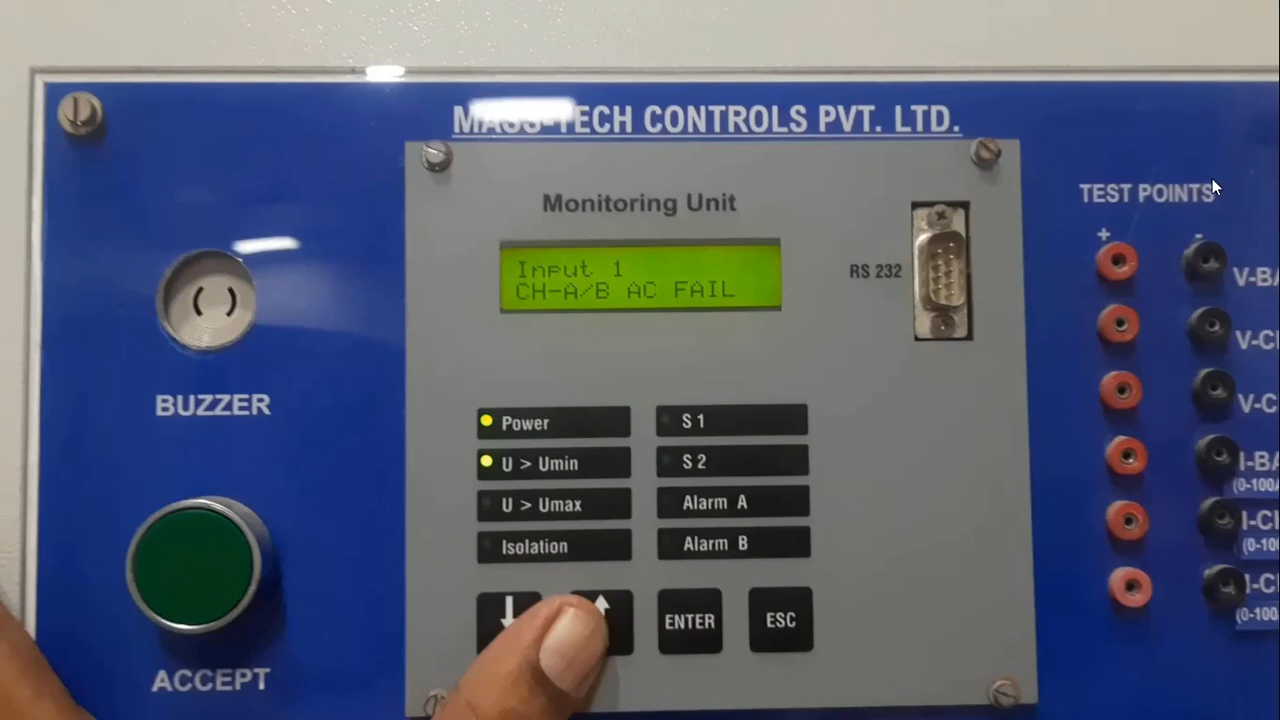 MASS-TECH CONTROLS PVT. LTD.
Monitoring Unit
Input 1
CH-A/B AC FAIL
RS 232
TEST POINTS
+ -
BUZZER
Power
U > Umin
U > Umax
Isolation
S 1
S 2
Alarm A
Alarm B
ENTER
ESC
ACCEPT